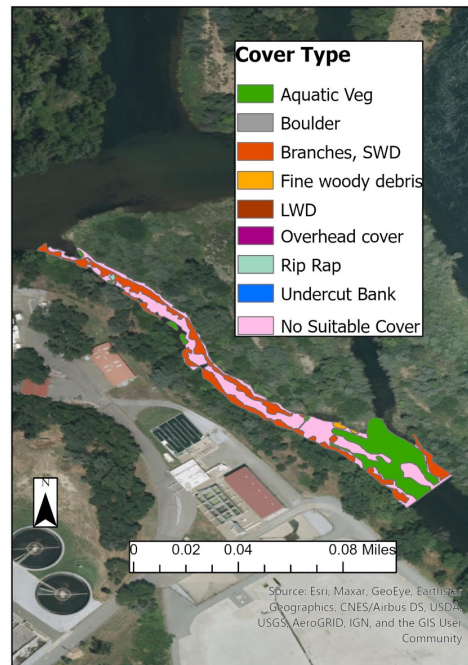 Cover Type
Aquatic Veg
Boulder
Branches, SWD
Fine woody debris
LWD
Overhead cover
Rip Rap
Undercut Bank
No Suitable Cover
N
0 0.02 0.04 0.08 Miles
Source: Esri, Maxar, GeoEye, Earthstar
Geographics, CNES/Airbus DS, USDA,
USGS, AeroGRID, IGN, and the GIS User
Community